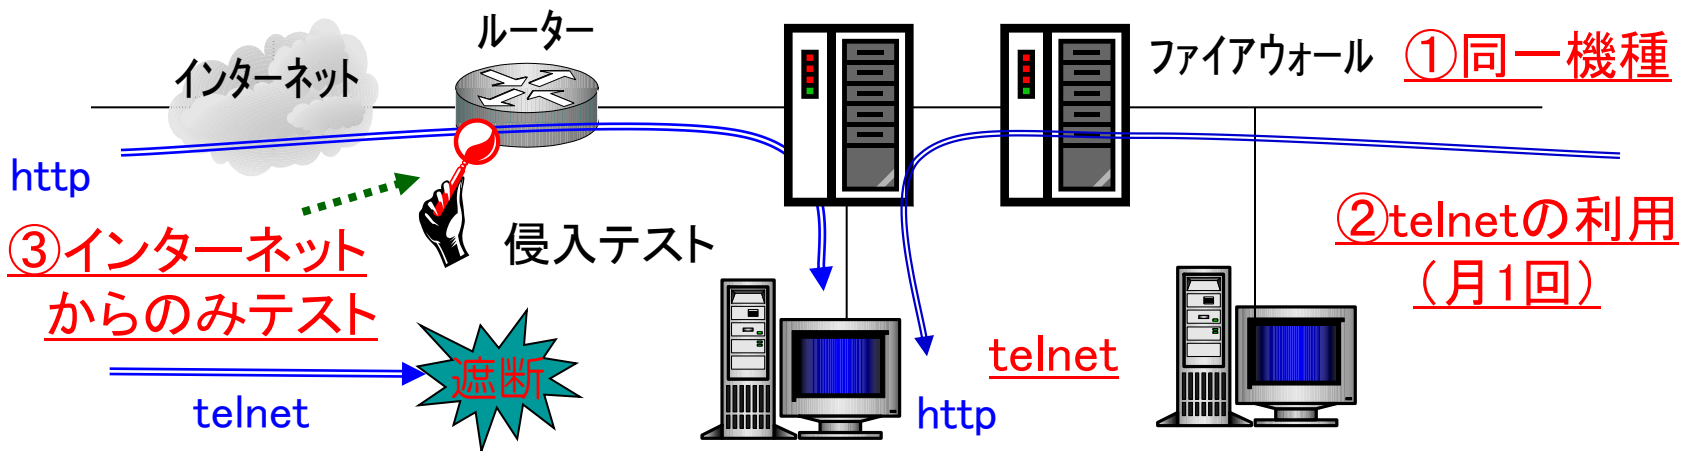 ルーター
インターネット
ファイアウォール
①同一機種
http
②telnetの利用
（月1回）
③インターネット
からのみテスト
侵入テスト
telnet
遮断
telnet
http